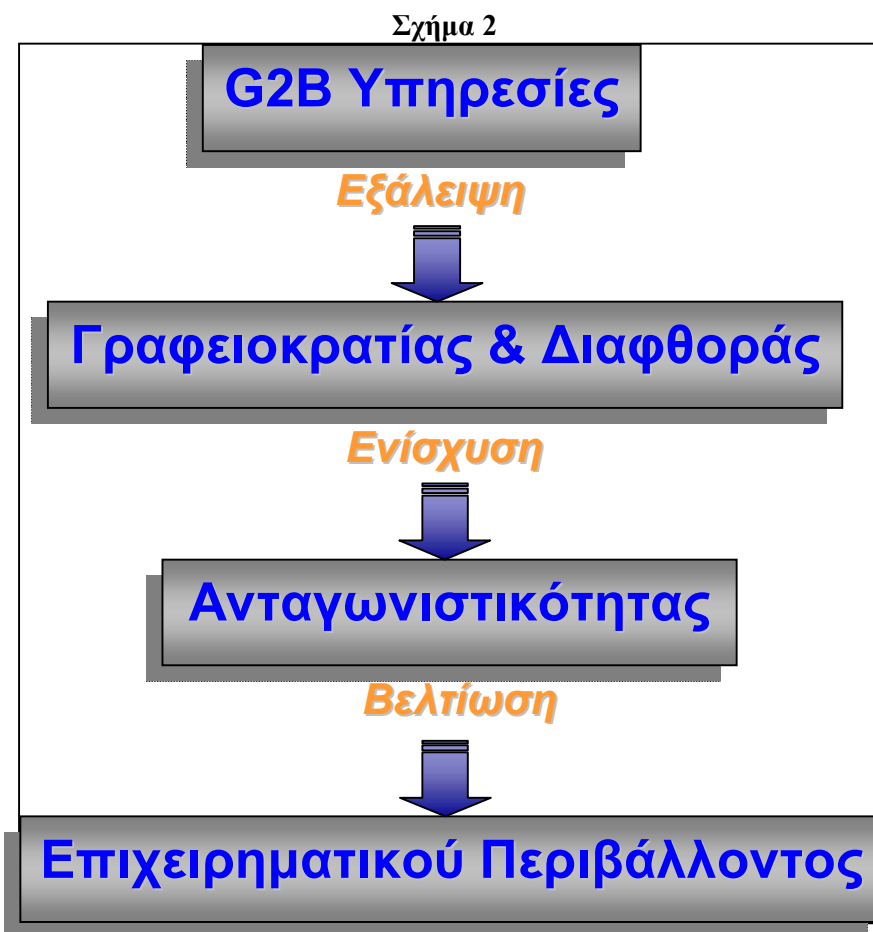 Σχήμα 2
G2B Υπηρεσίες
Εξάλειψη
Γραφειοκρατίας & Διαφθοράς
Ενίσχυση
Ανταγωνιστικότητας
Βελτίωση
Επιχειρηματικού Περιβάλλοντος